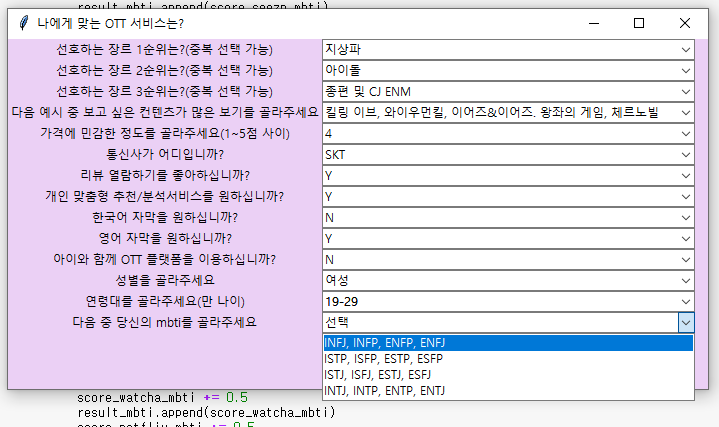 result_mbti.append(score_seezn_mbti)
나에게 맞는 OTT 서비스는?
선호하는 장르 1순위는?(중복 선택 가능) 지상파
선호하는 장르 2순위는?(중복 선택 가능) 아이돌
선호하는 장르 3순위는?(중복 선택 가능) 종편 및 CJ ENM
다음 예시 중 보고 싶은 컨텐츠가 많은 보기를 골라주세요 킬링 이브, 와이우먼킬, 이어즈&이어즈. 왕좌의 게임, 체르노빌
가격에 민감한 정도를 골라주세요(1~5점 사이) 4
통신사가 어디입니까? SKT
리뷰 열람하기를 좋아하십니까? Y
개인 맞춤형 추천/분석서비스를 원하십니까? Y
한국어 자막을 원하십니까? N
영어 자막을 원하십니까? Y
아이와 함께 OTT 플랫폼을 이용하십니까? N
성별을 골라주세요 여성
연령대를 골라주세요(만 나이) 19-29
다음 중 당신의 mbti를 골라주세요 선택
INFJ, INFP, ENFP, ENFJ
ISTP, ISFP, ESTP, ESFP
ISTJ, ISFJ, ESTJ, ESFJ
INTJ, INTP, ENTP, ENTJ
score_watcha_mbti += 0.5
result_mbti.append(score_watcha_mbti)
score_netflix_mbti += 0.5